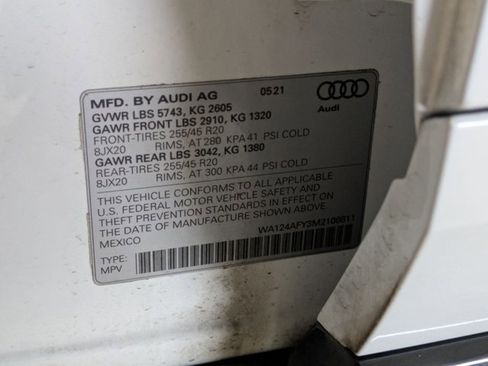 MFD. BY AUDI AG 05 21
GVWR LBS 5743, KG 2605
GAWR FRONT LBS 2910, KG 1320
FRONT-TIRES 255/45 R20
8JX20 RIMS, AT 280 KPA 41 PSI COLD
GAWR REAR LBS 3042, KG 1380
REAR-TIRES 255/45 R20
8JX20 RIMS, AT 300 KPA 44 PSI COLD
Audi
THIS VEHICLE CONFORMS TO ALL APPLICABLE
U.S. FEDERAL MOTOR VEHICLE SAFETY AND
THEFT PREVENTION STANDARDS IN EFFECT ON
THE DATE OF MANUFACTURE SHOWN ABOVE
MEXICO
WA124AFY3M2100811
TYPE:
MPV